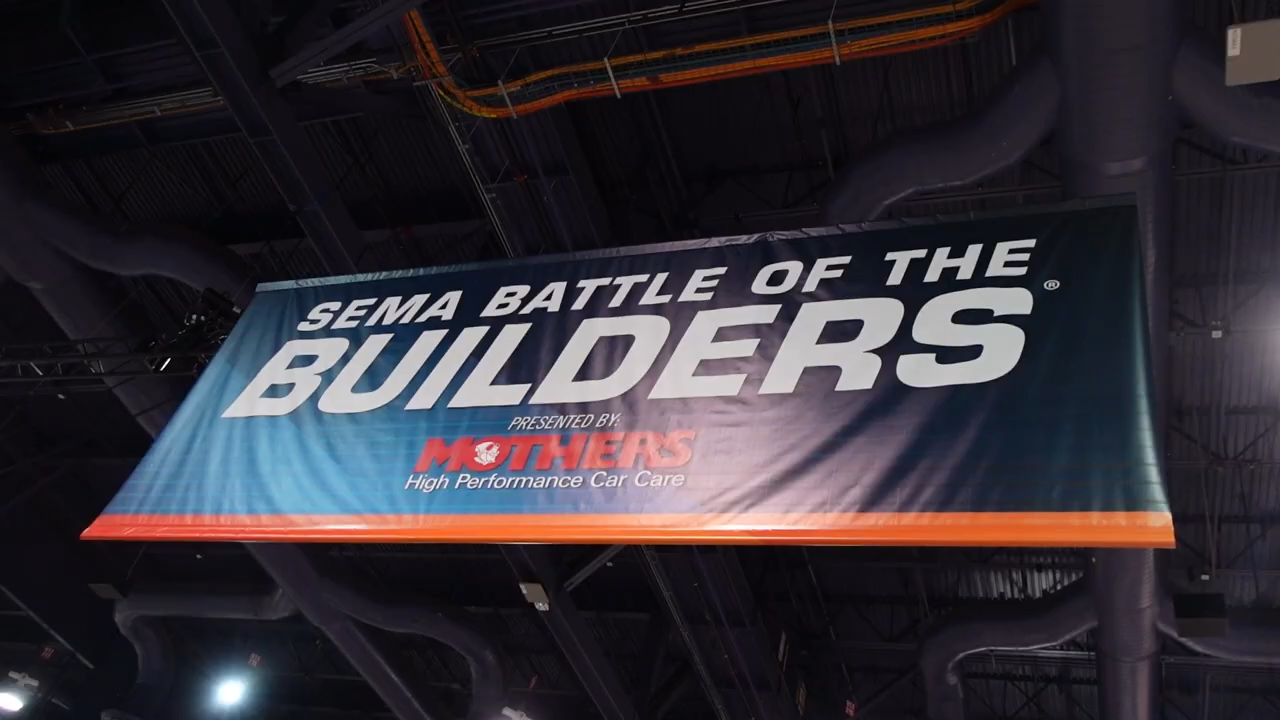 SEMA BATTLE OF THE
BUILDERS®
PRESENTED BY:
MOTHERS
High Performance Car Care